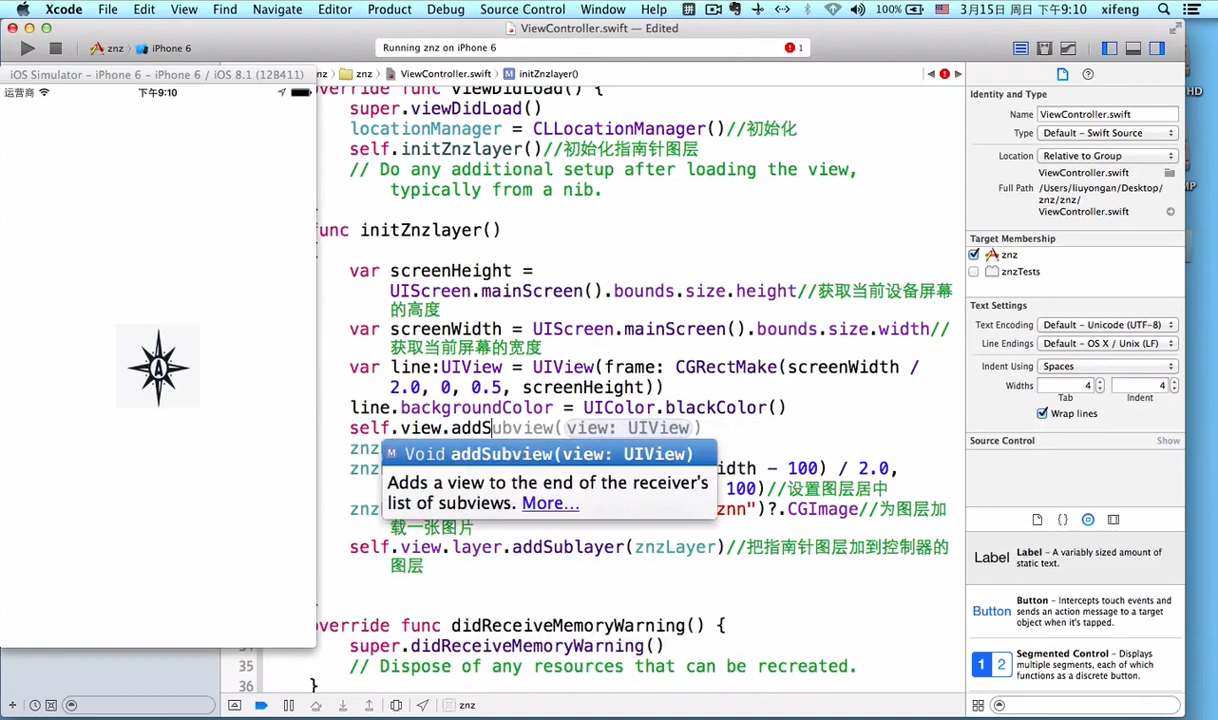 Xcode File Edit View Find Navigate Editor Product Debug Source Control Window Help 100% 3月15日 周日 下午9:10 xifeng
ViewController.swift — Edited
znz iPhone 6
Running znz on iPhone 6
1
iOS Simulator – iPhone 6 – iPhone 6 / iOS 8.1 (12B411)
运营商 下午9:10
nz znz ViewController.swift M initZnzlayer()
override func viewDidLoad() {
super.viewDidLoad()
locationManager = CLLocationManager()//初始化
self.initZnzlayer()//初始化指南针图层
// Do any additional setup after loading the view,
typically from a nib.
func initZnzlayer()
var screenHeight =
UIScreen.mainScreen().bounds.size.height//获取当前设备屏幕
的高度
var screenWidth = UIScreen.mainScreen().bounds.size.width//
获取当前屏幕的宽度
var line:UIView = UIView(frame: CGRectMake(screenWidth /
2.0, 0, 0.5, screenHeight))
line.backgroundColor = UIColor.blackColor()
self.view.addSubview(view: UIView)
znz
M Void addSubview(view: UIView)
Adds a view to the end of the receiver's
list of subviews. More...
znz idth - 100) / 2.0,
100)//设置图层居中
znz znn")?.CGImage//为图层加
载一张图片
self.view.layer.addSublayer(znzLayer)//把指南针图层加到控制器的
图层
override func didReceiveMemoryWarning() {
super.didReceiveMemoryWarning()
35 // Dispose of any resources that can be recreated.
36 }
znz
Identity and Type
Name ViewController.swift
Type Default – Swift Source
Location Relative to Group
ViewController.swift
Full Path /Users/liuyongan/Desktop/
znz/znz/
ViewController.swift
Target Membership
znz
znzTests
Text Settings
Text Encoding Default – Unicode (UTF-8)
Line Endings Default – OS X / Unix (LF)
Indent Using Spaces
Widths 4 4
Tab Indent
Wrap lines
Source Control Show
Label Label – A variably sized amount of
static text.
Button Button – Intercepts touch events and
sends an action message to a target
object when it's tapped.
1 2 Segmented Control – Displays
multiple segments, each of which
functions as a discrete button.
HD
MP